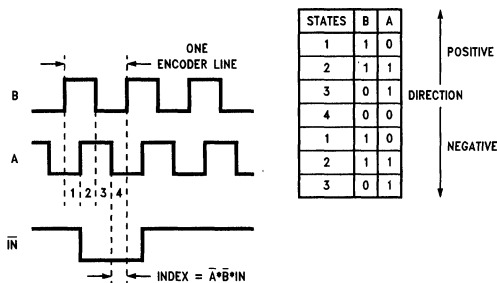 ONE
ENCODER LINE
B
A
1 2 3 4
I̅N̅
INDEX = A̅•B̅•IN
STATES B A
1 1 0
2 1 1
3 0 1
4 0 0
1 1 0
2 1 1
3 0 1
POSITIVE
DIRECTION
NEGATIVE